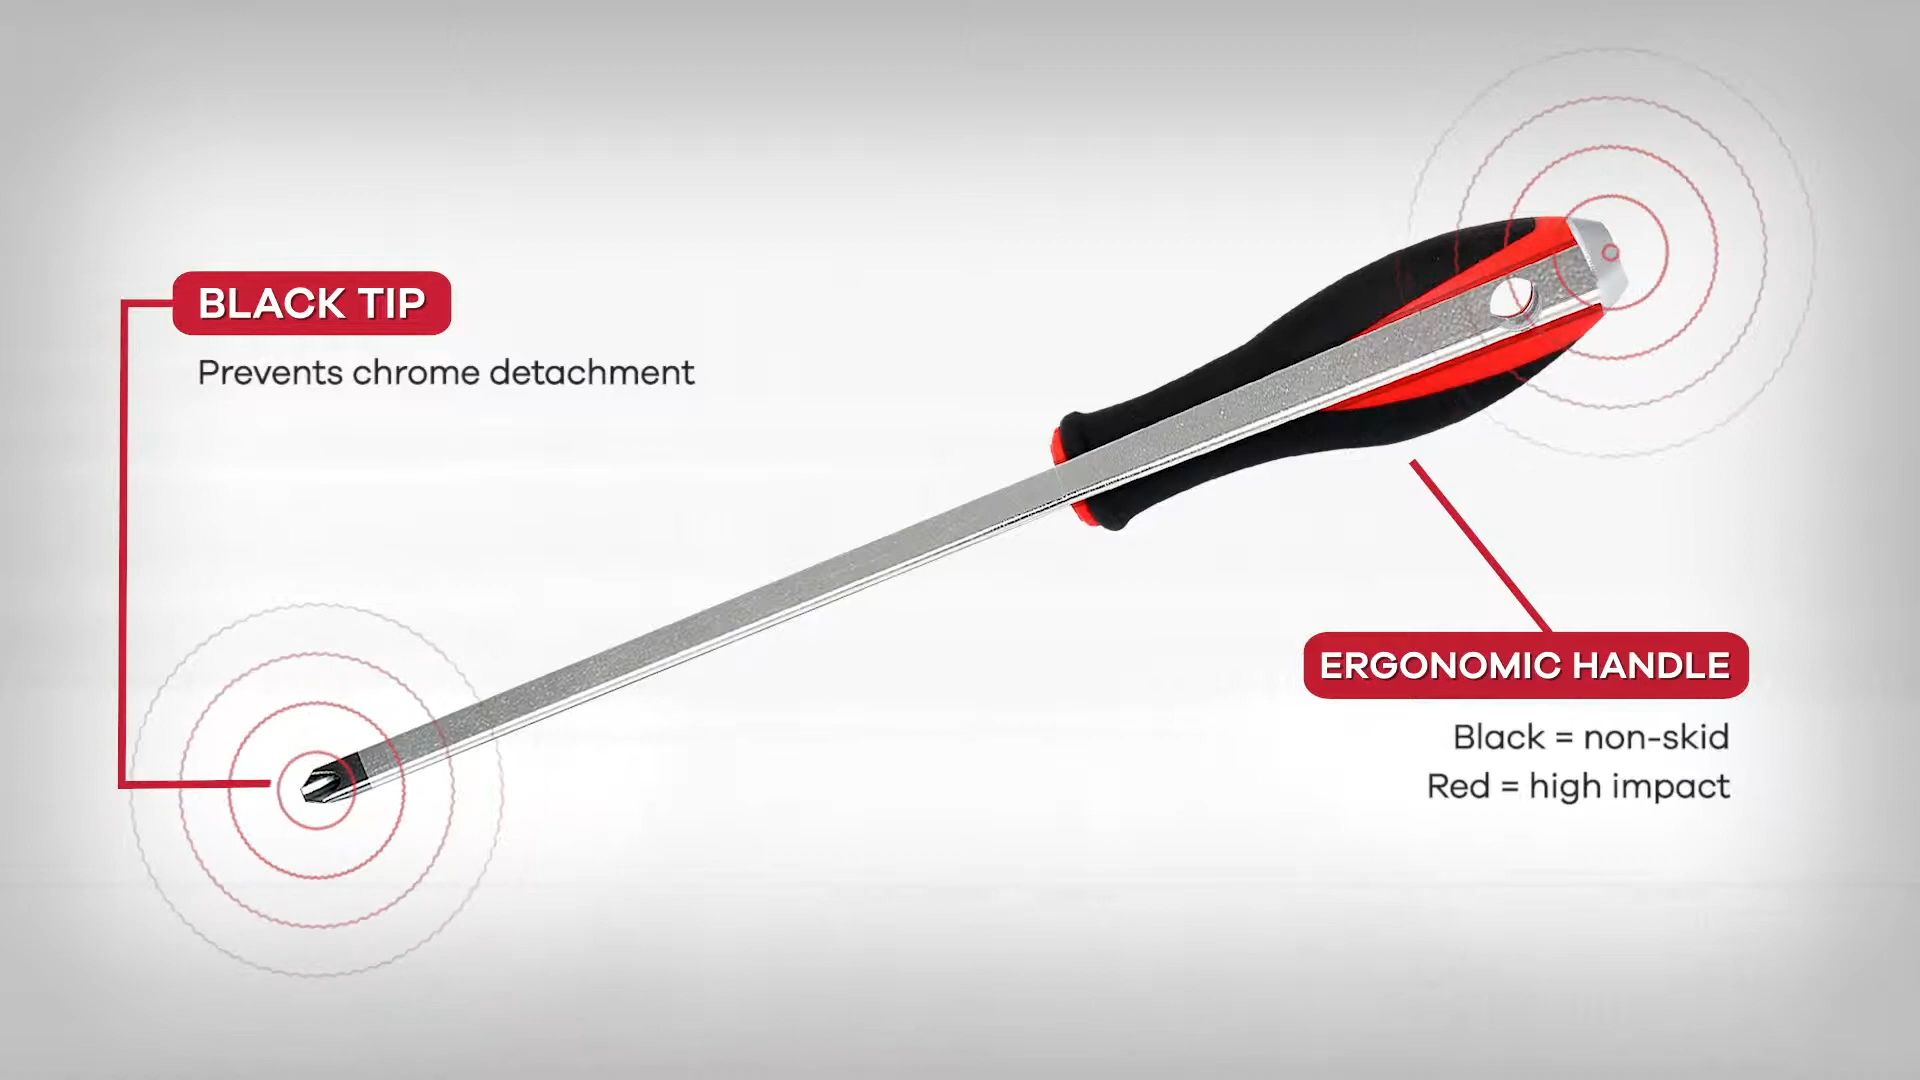 BLACK TIP
Prevents chrome detachment
ERGONOMIC HANDLE
Black = non-skid
Red = high impact